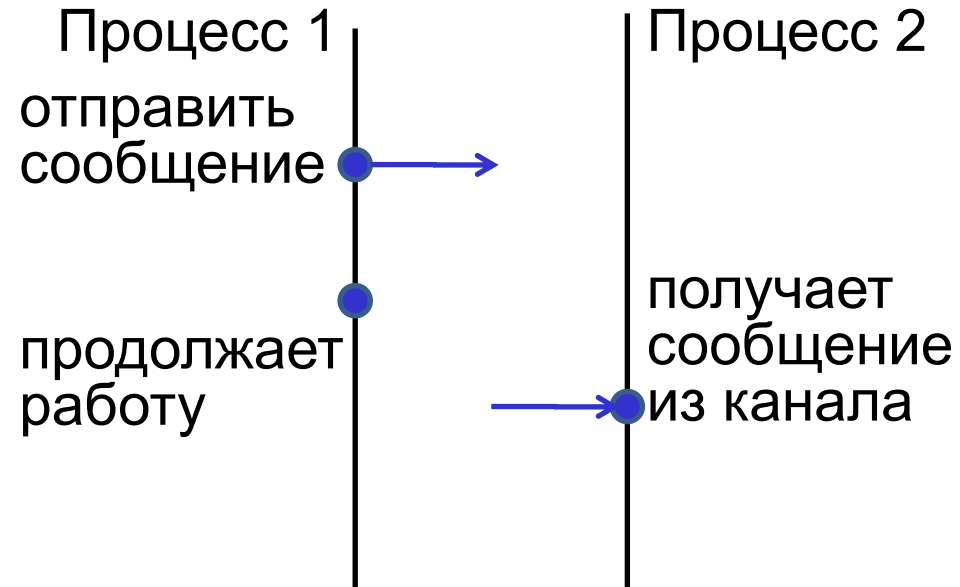 Процесс 1
Процесс 2
отправить
сообщение
продолжает
работу
получает
сообщение
из канала